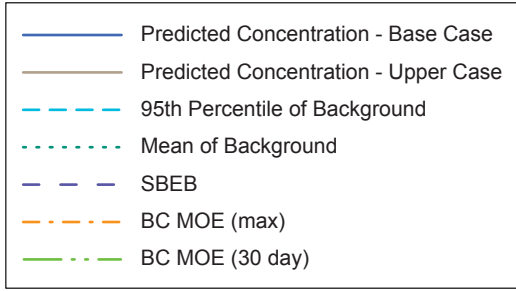 Predicted Concentration - Base Case
Predicted Concentration - Upper Case
95th Percentile of Background
Mean of Background
SBEB
BC MOE (max)
BC MOE (30 day)